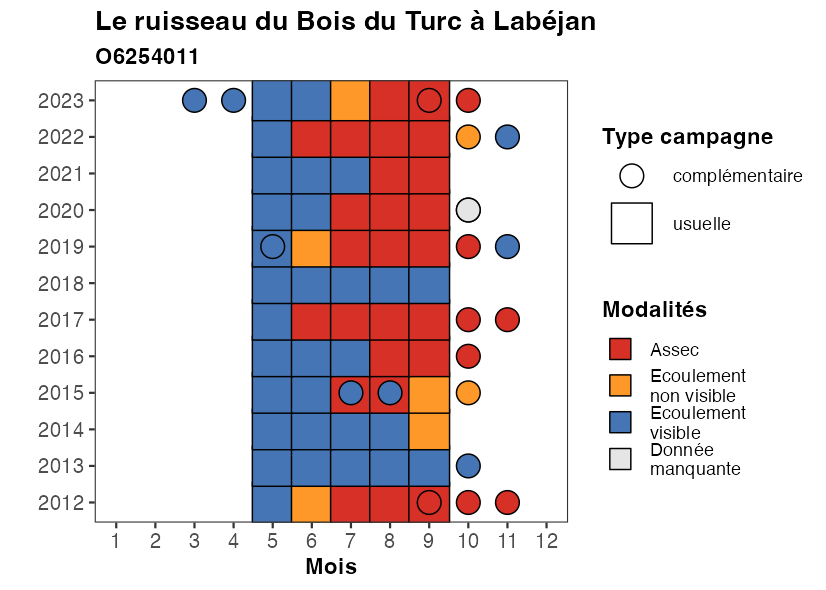 Le ruisseau du Bois du Turc à Labéjan
O6254011
2023
2022
2021
2020
2019
2018
2017
2016
2015
2014
2013
2012
1 2 3 4 5 6 7 8 9 10 11 12
Mois
Type campagne
complémentaire
usuelle
Modalités
Assec
Ecoulement
non visible
Ecoulement
visible
Donnée
manquante